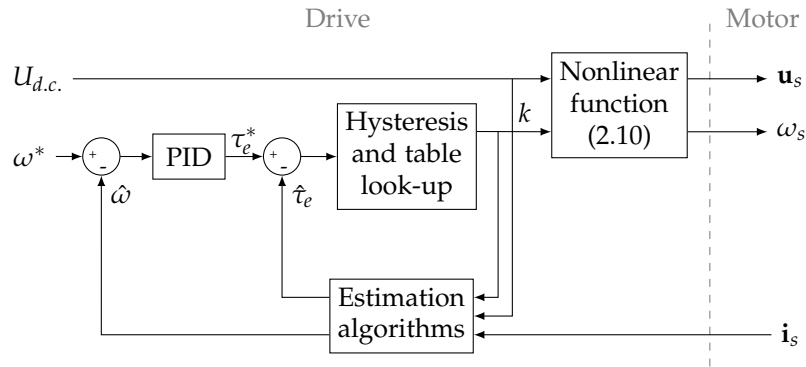 Drive
Motor
U_{d.c.}
Nonlinear
function
(2.10)
u_s
ω_s
k
Hysteresis
and table
look-up
ω*
+
-
PID
τ_e^*
+
-
ω̂
τ̂_e
Estimation
algorithms
i_s